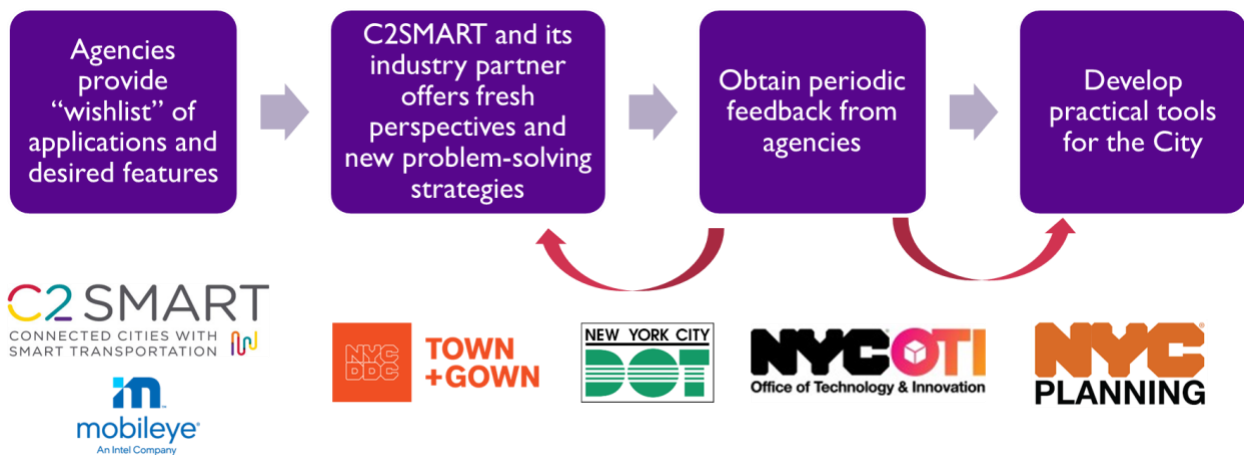 Agencies
provide
“wishlist” of
applications and
desired features
C2SMART and its
industry partner
offers fresh
perspectives and
new problem-solving
strategies
Obtain periodic
feedback from
agencies
Develop
practical tools
for the City
C2 SMART
CONNECTED CITIES WITH
SMART TRANSPORTATION
mobileye®
An Intel Company
NYC
DDC
TOWN
+GOWN
NEW YORK CITY
DOT
NYC® OTI
Office of Technology & Innovation
NYC®
PLANNING